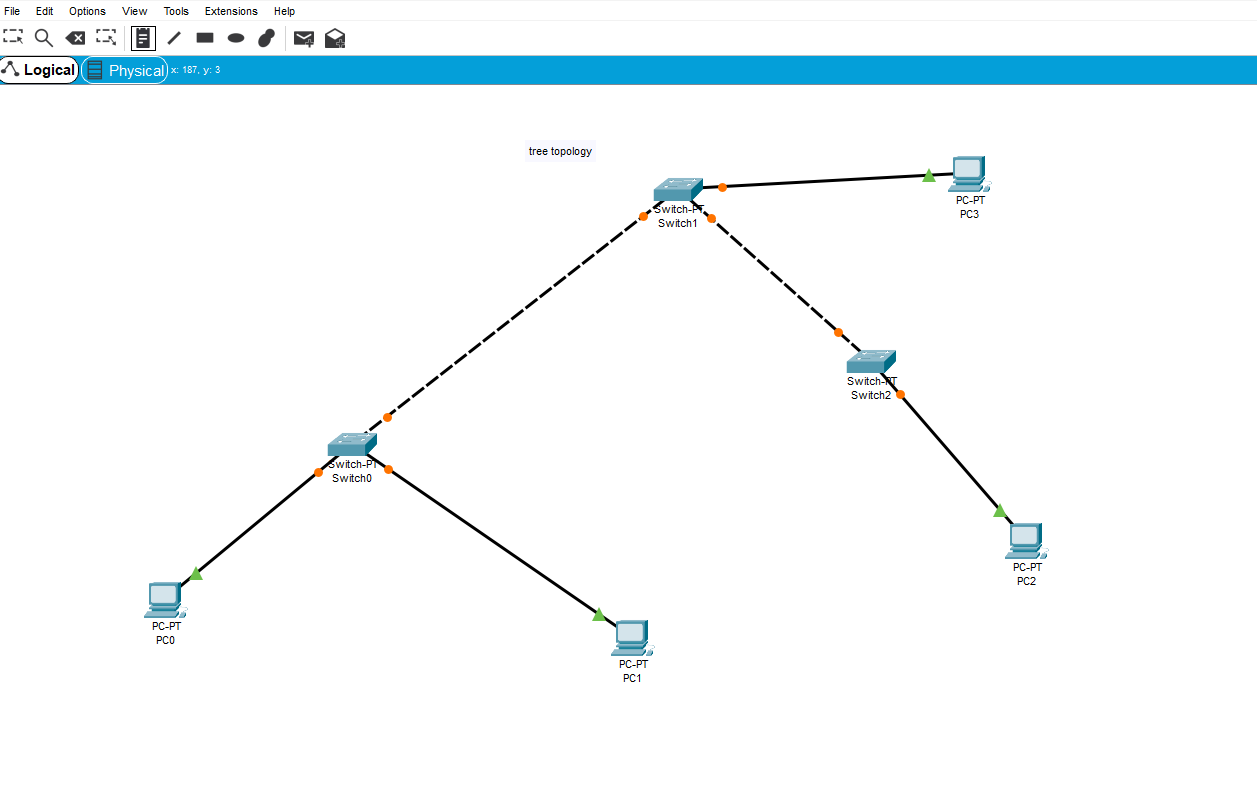 File Edit Options View Tools Extensions Help
Logical Physical x: 187, y: 3
tree topology
PC-PT
PC3
Switch-PT
Switch1
Switch-PT
Switch2
Switch-PT
Switch0
PC-PT
PC2
PC-PT
PC0
PC-PT
PC1